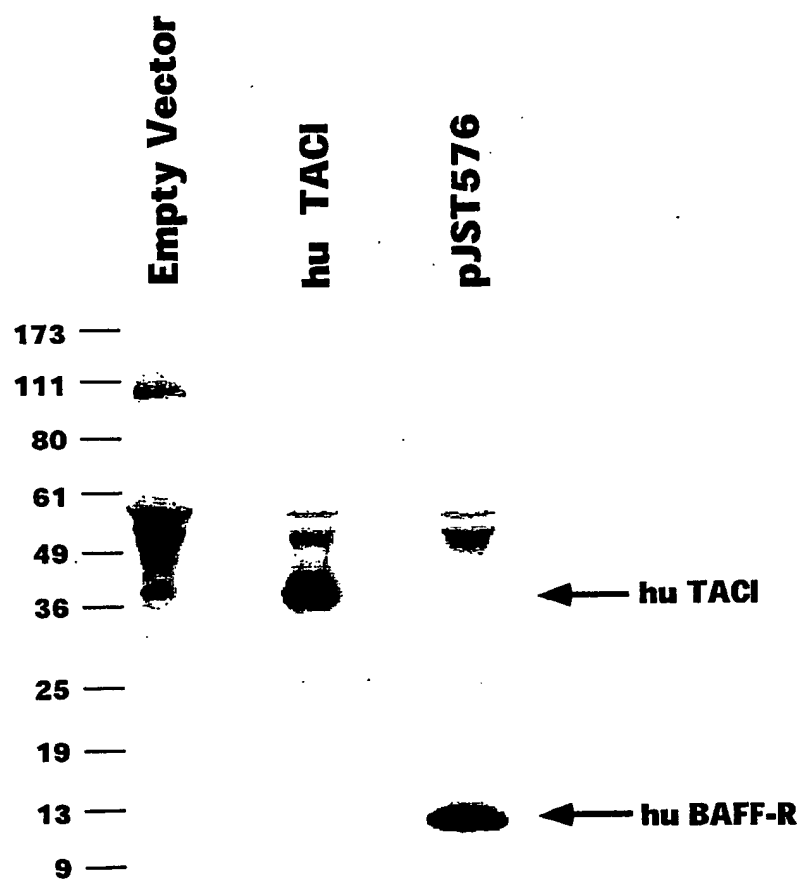 Empty Vector
hu TACI
pJST576
173
111
80
61
49
36
hu TACI
25
19
13
hu BAFF-R
9